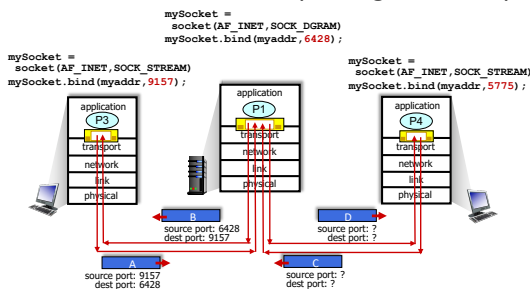 mySocket =
socket(AF_INET,SOCK_DGRAM)
mySocket.bind(myaddr,6428);
mySocket =
socket(AF_INET,SOCK_STREAM)
mySocket.bind(myaddr,9157);
mySocket =
socket(AF_INET,SOCK_STREAM)
mySocket.bind(myaddr,5775);
application
P3
transport
network
link
physical
application
P1
transport
network
link
physical
application
P4
transport
network
link
physical
B
source port: 6428
dest port: 9157
D
source port: ?
dest port: ?
A
source port: 9157
dest port: 6428
C
source port: ?
dest port: ?